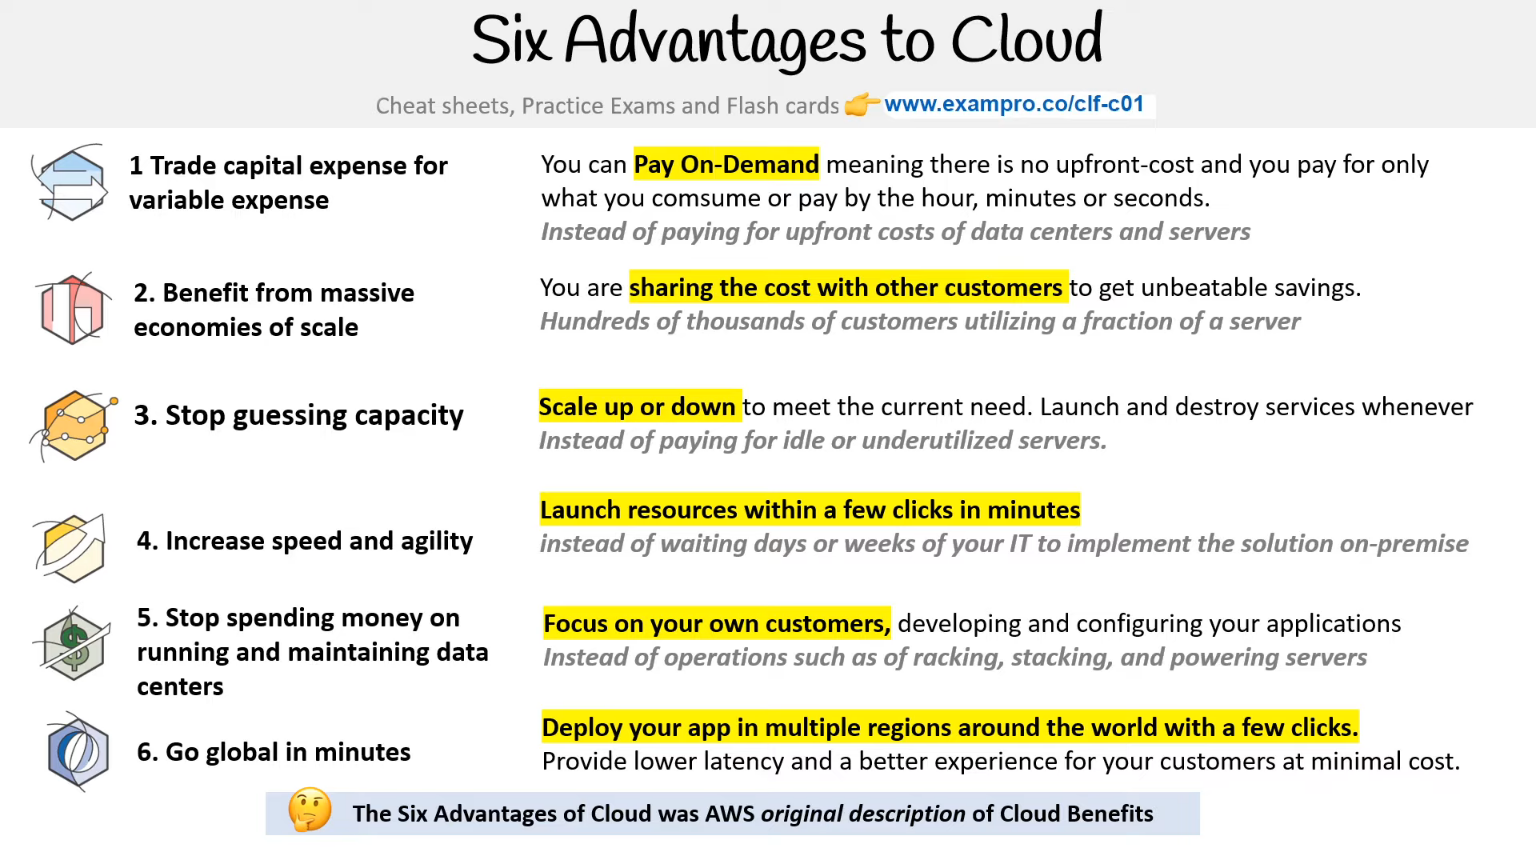 Six Advantages to Cloud
Cheat sheets, Practice Exams and Flash cards 👉 www.exampro.co/clf-c01
1 Trade capital expense for
variable expense
You can Pay On-Demand meaning there is no upfront-cost and you pay for only
what you comsume or pay by the hour, minutes or seconds.
Instead of paying for upfront costs of data centers and servers
2. Benefit from massive
economies of scale
You are sharing the cost with other customers to get unbeatable savings.
Hundreds of thousands of customers utilizing a fraction of a server
3. Stop guessing capacity
Scale up or down to meet the current need. Launch and destroy services whenever
Instead of paying for idle or underutilized servers.
4. Increase speed and agility
Launch resources within a few clicks in minutes
instead of waiting days or weeks of your IT to implement the solution on-premise
5. Stop spending money on
running and maintaining data
centers
Focus on your own customers, developing and configuring your applications
Instead of operations such as of racking, stacking, and powering servers
6. Go global in minutes
Deploy your app in multiple regions around the world with a few clicks.
Provide lower latency and a better experience for your customers at minimal cost.
The Six Advantages of Cloud was AWS original description of Cloud Benefits